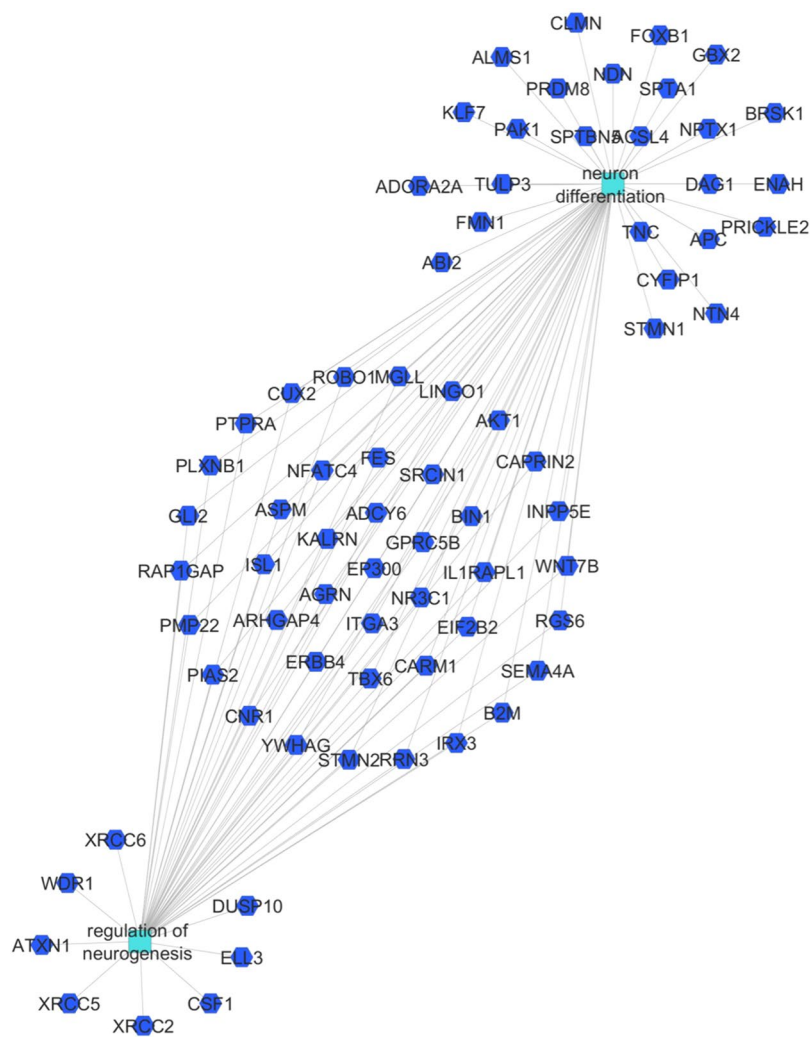 CLMN
FOXB1
ALMS1
GBX2
NDN
PRDM8
SPTA1
KLF7
BRSK1
PAK1
SPTBN5
ACSL4
NPTX1
neuron
differentiation
ADORA2A
TULP3
DAG1
ENAH
FMN1
TNC
APC
PRICKLE2
ABI2
CYFIP1
NTN4
STMN1
ROBO1
MGLL
CUX2
LINGO1
PTPRA
AKT1
PLXNB1
NFATC4
FES
SRCIN1
CAPRIN2
GLI2
ASPM
ADCY6
BIN1
INPP5E
KALRN
GPRC5B
RAP1GAP
ISL1
EP300
IL1RAPL1
WNT7B
AGRN
NR3C1
PMP22
ARHGAP4
ITGA3
EIF2B2
RGS6
PIAS2
ERBB4
TBX6
CARM1
SEMA4A
CNR1
B2M
YWHAG
STMN2
RRN3
IRX3
XRCC6
WDR1
DUSP10
regulation of
neurogenesis
ATXN1
ELL3
XRCC5
CSF1
XRCC2